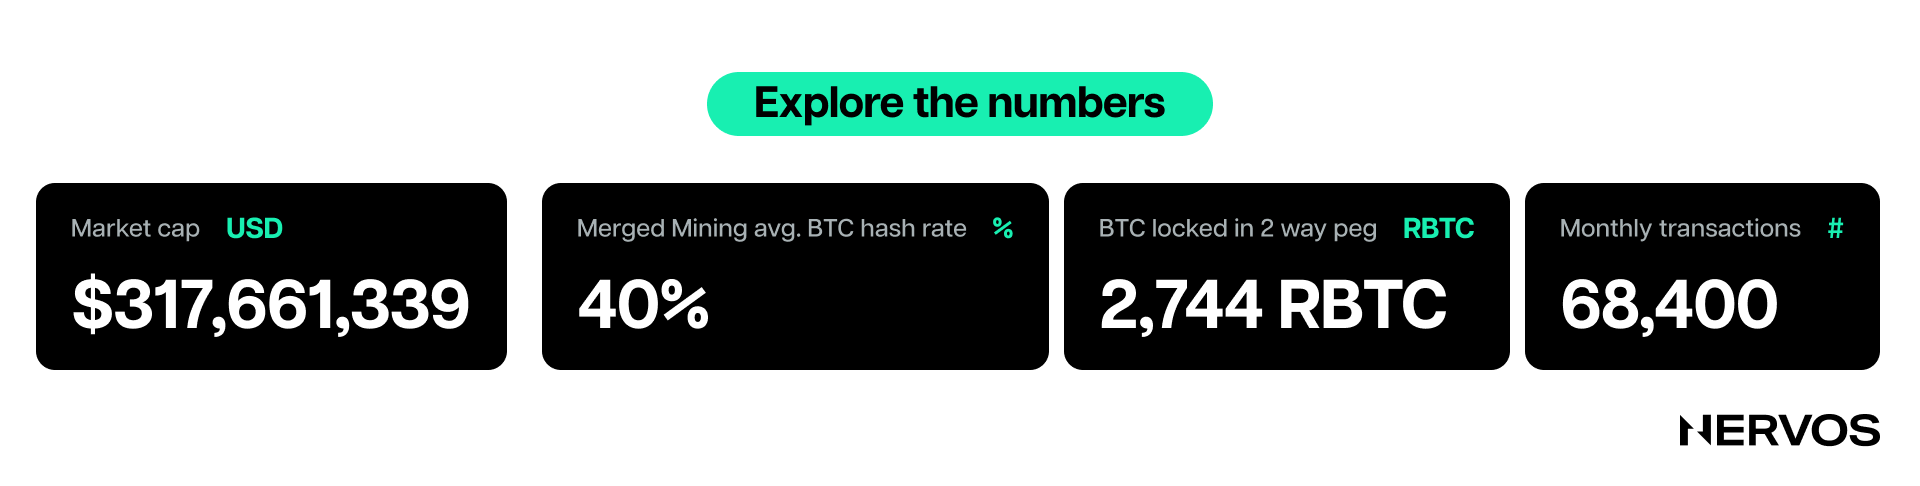 Explore the numbers
Market cap USD
$317,661,339
Merged Mining avg. BTC hash rate %
40%
BTC locked in 2 way peg RBTC
2,744 RBTC
Monthly transactions #
68,400
NERVOS